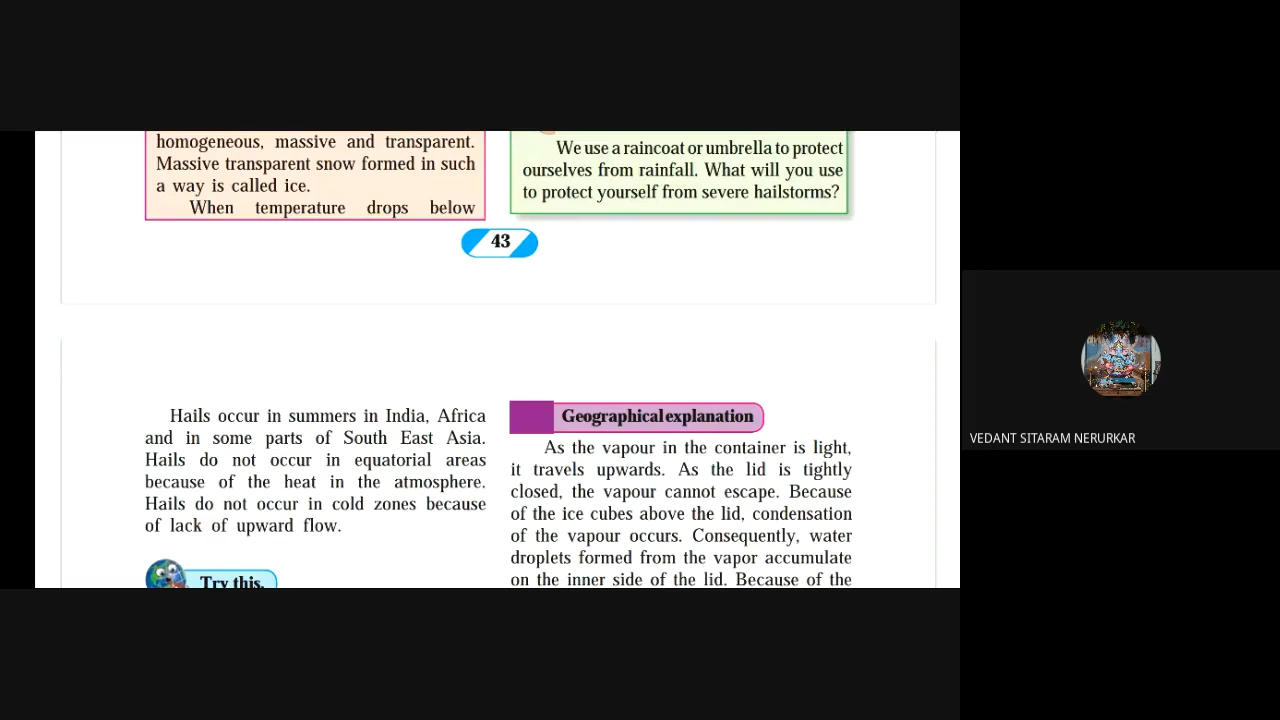 homogeneous, massive and transparent.
Massive transparent snow formed in such
a way is called ice.
When temperature drops below
We use a raincoat or umbrella to protect
ourselves from rainfall. What will you use
to protect yourself from severe hailstorms?
43
Hails occur in summers in India, Africa
and in some parts of South East Asia.
Hails do not occur in equatorial areas
because of the heat in the atmosphere.
Hails do not occur in cold zones because
of lack of upward flow.
Try this.
Geographical explanation
As the vapour in the container is light,
it travels upwards. As the lid is tightly
closed, the vapour cannot escape. Because
of the ice cubes above the lid, condensation
of the vapour occurs. Consequently, water
droplets formed from the vapor accumulate
on the inner side of the lid. Because of the
VEDANT SITARAM NERURKAR